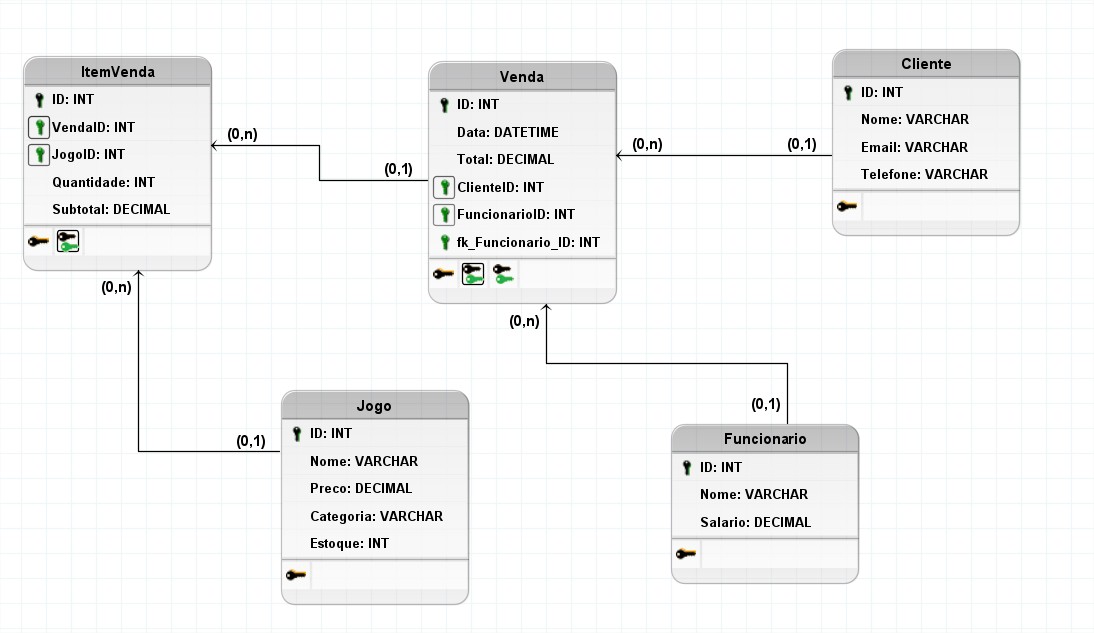 ItemVenda
ID: INT
VendaID: INT
JogoID: INT
Quantidade: INT
Subtotal: DECIMAL
(0,n)
(0,1)
Venda
ID: INT
Data: DATETIME
Total: DECIMAL
ClienteID: INT
FuncionarioID: INT
fk_Funcionario_ID: INT
(0,n)
(0,1)
Cliente
ID: INT
Nome: VARCHAR
Email: VARCHAR
Telefone: VARCHAR
(0,n)
(0,1)
Jogo
ID: INT
Nome: VARCHAR
Preco: DECIMAL
Categoria: VARCHAR
Estoque: INT
(0,n)
(0,1)
Funcionario
ID: INT
Nome: VARCHAR
Salario: DECIMAL